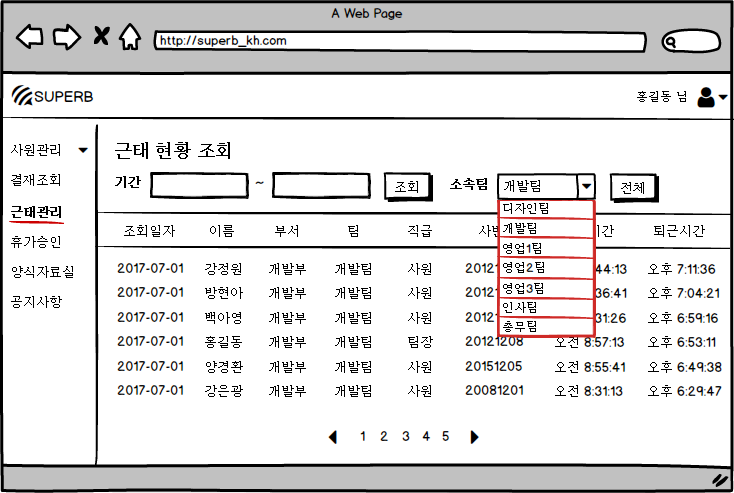 A Web Page
http://superb_kh.com
SUPERB
홍길동 님
사원관리
결재조회
근태관리
휴가승인
양식자료실
공지사항
근태 현황 조회
기간 ~ 조회 소속팀 개발팀 전체
디자인팀
개발팀
영업1팀
영업2팀
영업3팀
인사팀
총무팀
조회일자 이름 부서 팀 직급 사번 시간 퇴근시간
2017-07-01 강정원 개발부 개발팀 사원 20121 44:13 오후 7:11:36
2017-07-01 방현아 개발부 개발팀 사원 20121 36:41 오후 7:04:21
2017-07-01 백아영 개발부 개발팀 사원 20121 31:26 오후 6:59:16
2017-07-01 홍길동 개발부 개발팀 팀장 20121208 오전 8:57:13 오후 6:53:11
2017-07-01 양경환 개발부 개발팀 사원 20151205 오전 8:55:41 오후 6:49:38
2017-07-01 강은광 개발부 개발팀 사원 20081201 오전 8:31:13 오후 6:29:47
1 2 3 4 5